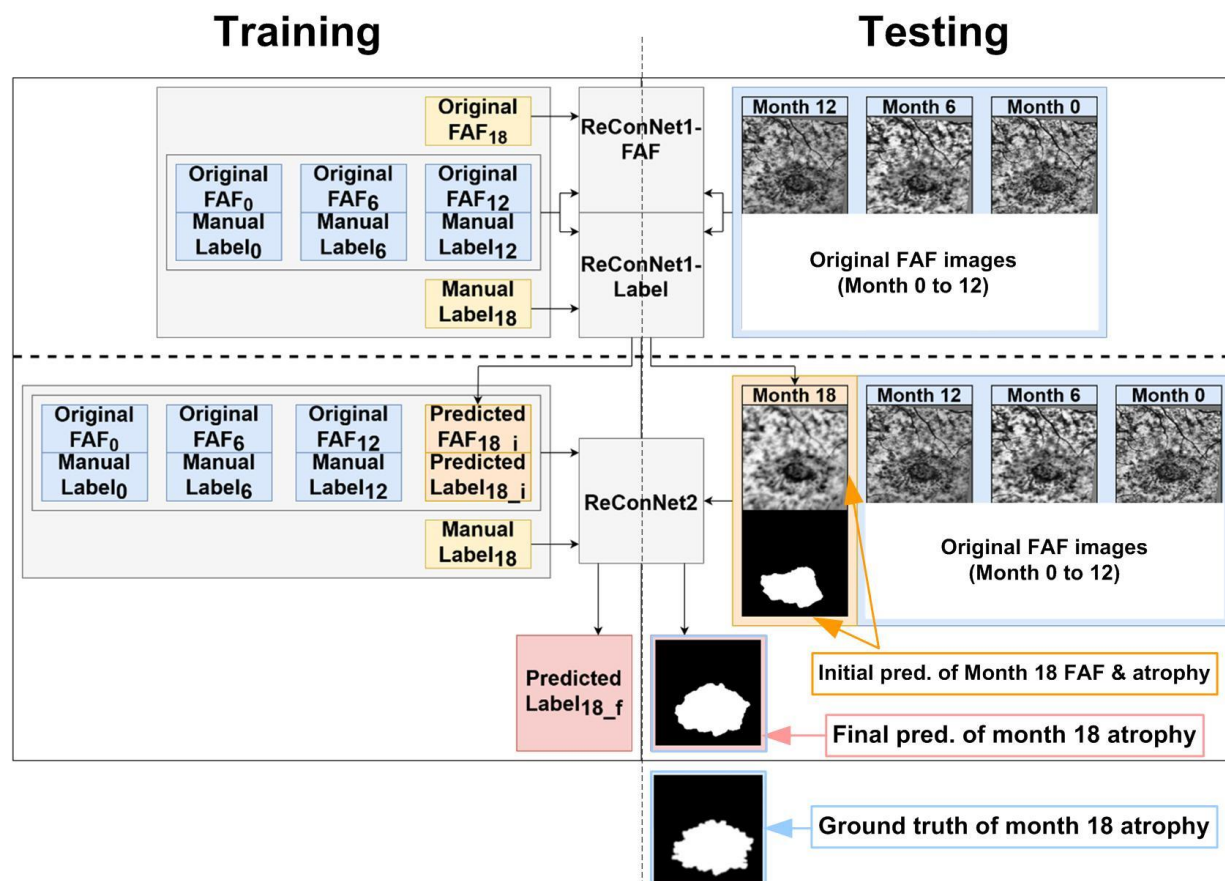 Training
Testing
Original
FAF18
Original
FAF0
Manual
Label0
Original
FAF6
Manual
Label6
Original
FAF12
Manual
Label12
Manual
Label18
ReConNet1-
FAF
ReConNet1-
Label
Month 12
Month 6
Month 0
Original FAF images
(Month 0 to 12)
Original
FAF0
Manual
Label0
Original
FAF6
Manual
Label6
Original
FAF12
Manual
Label12
Predicted
FAF18_i
Predicted
Label18_i
Manual
Label18
ReConNet2
Month 18
Month 12
Month 6
Month 0
Original FAF images
(Month 0 to 12)
Initial pred. of Month 18 FAF & atrophy
Predicted
Label18_f
Final pred. of month 18 atrophy
Ground truth of month 18 atrophy